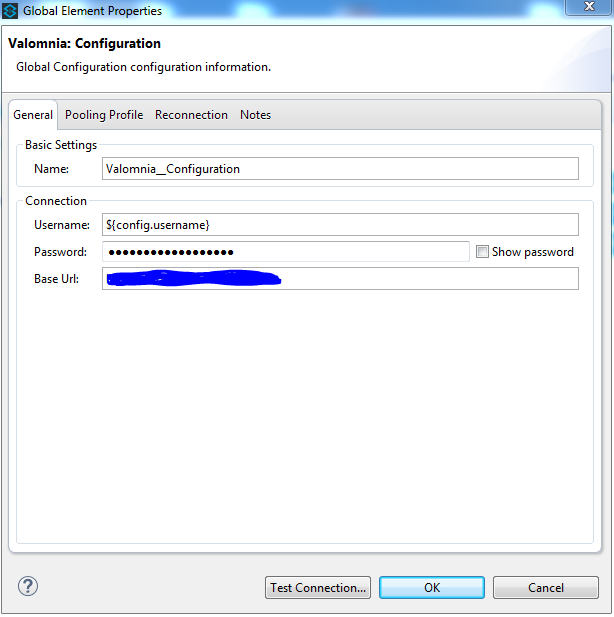 Global Element Properties
Valomnia: Configuration
Global Configuration configuration information.
General Pooling Profile Reconnection Notes
Basic Settings
Name: Valomnia__Configuration
Connection
Username: ${config.username}
Password: •••••••••••••••••• Show password
Base Url:
Test Connection... OK Cancel